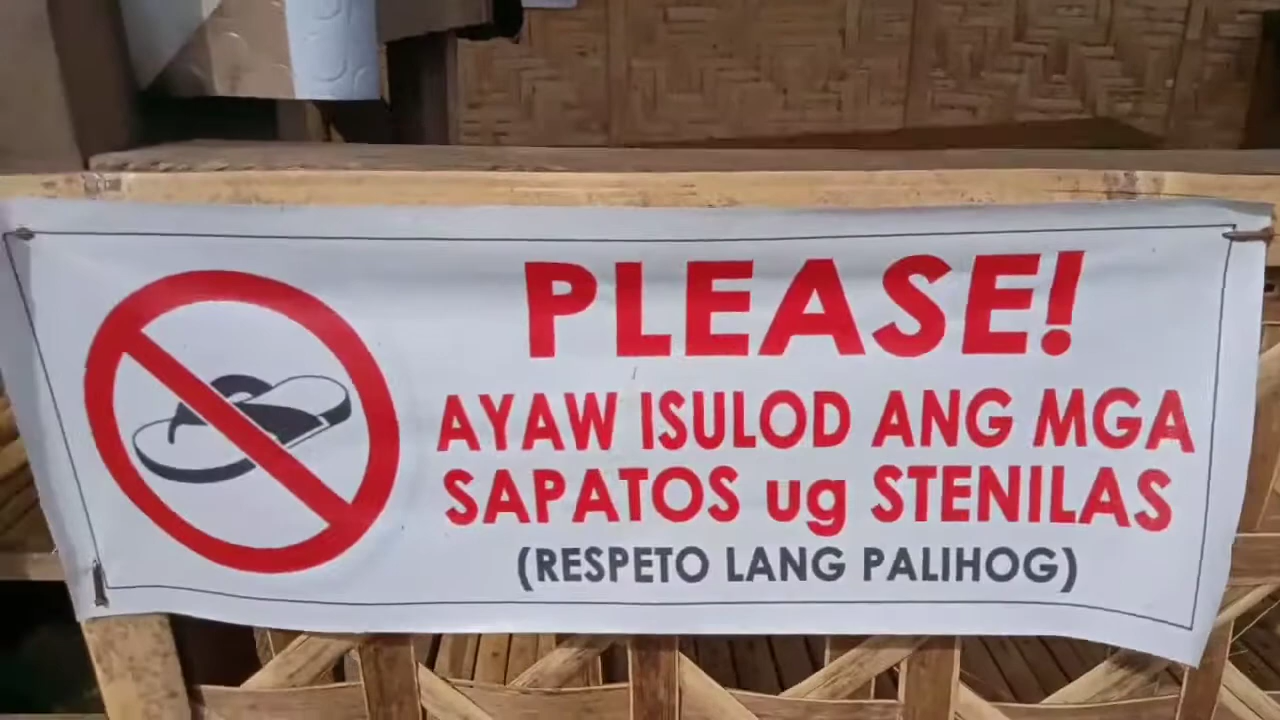 PLEASE!
AYAW ISULOD ANG MGA
SAPATOS ug STENILAS
(RESPETO LANG PALIHOG)